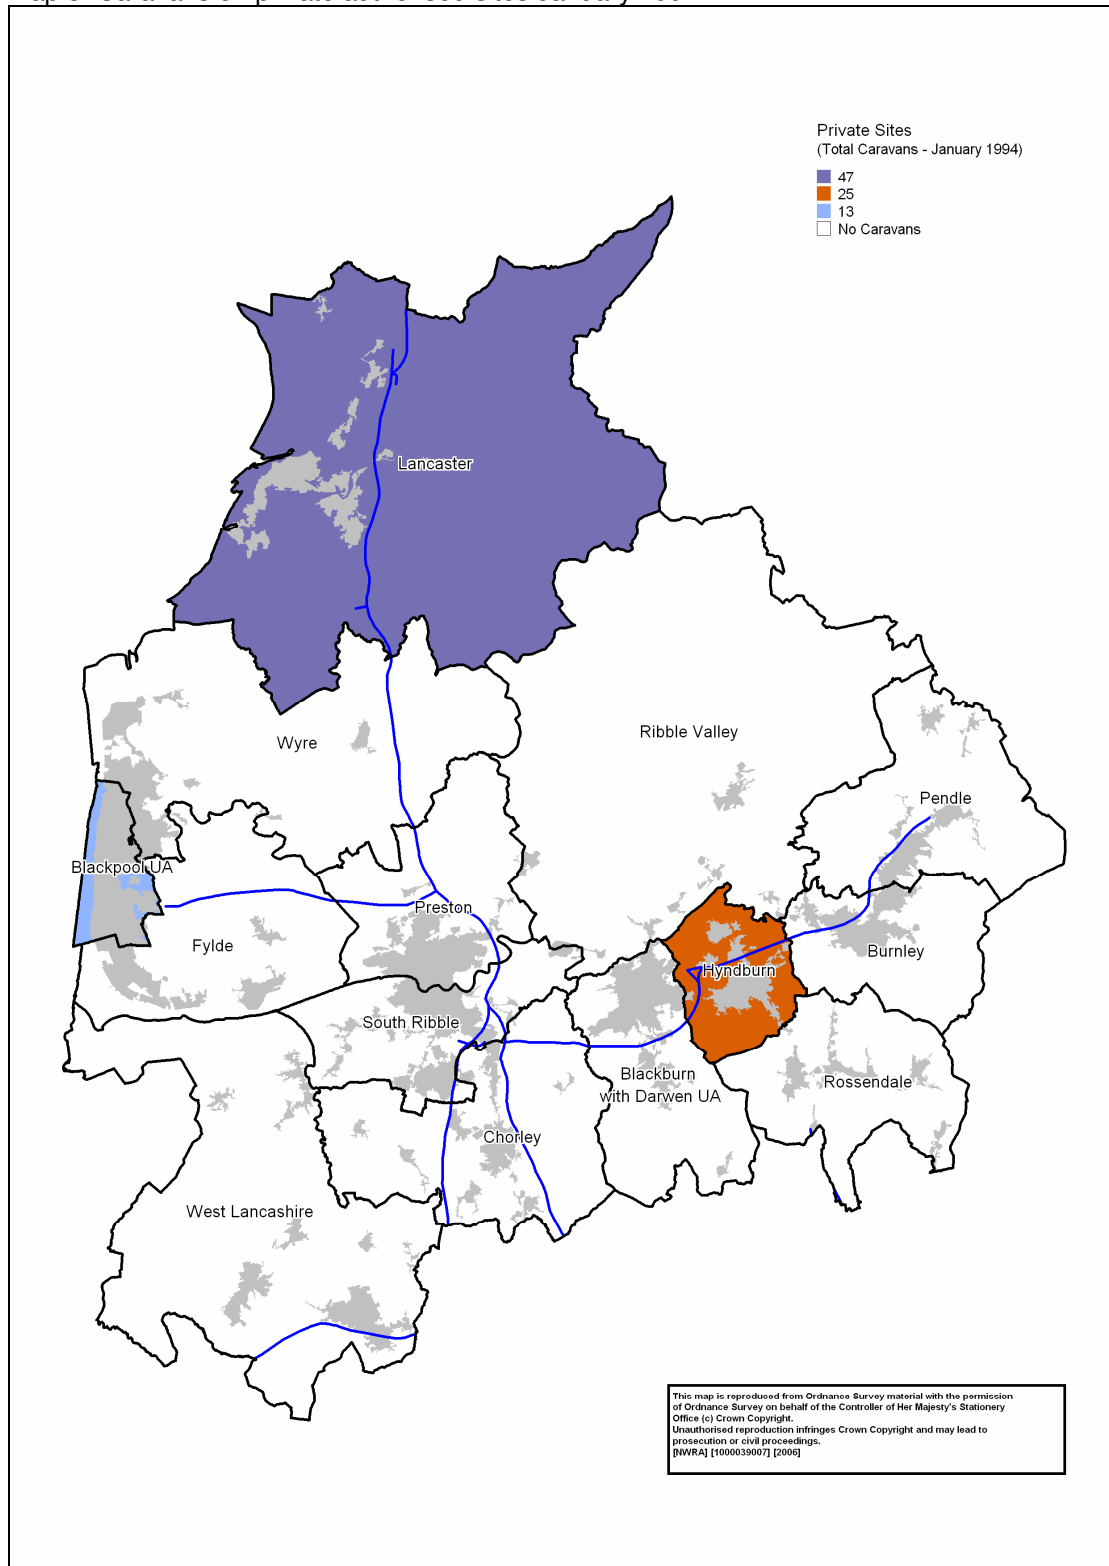 Private Sites
(Total Caravans - January 1994)
47
25
13
No Caravans
Lancaster
Wyre
Ribble Valley
Pendle
Blackpool UA
Preston
Fylde
Burnley
Hyndburn
South Ribble
Blackburn
with Darwen UA
Rossendale
Chorley
West Lancashire
This map is reproduced from Ordnance Survey material with the permission
of Ordnance Survey on behalf of the Controller of Her Majesty's Stationery
Office (c) Crown Copyright.
Unauthorised reproduction infringes Crown Copyright and may lead to
prosecution or civil proceedings.
[NWRA] [1000039007] [2006]